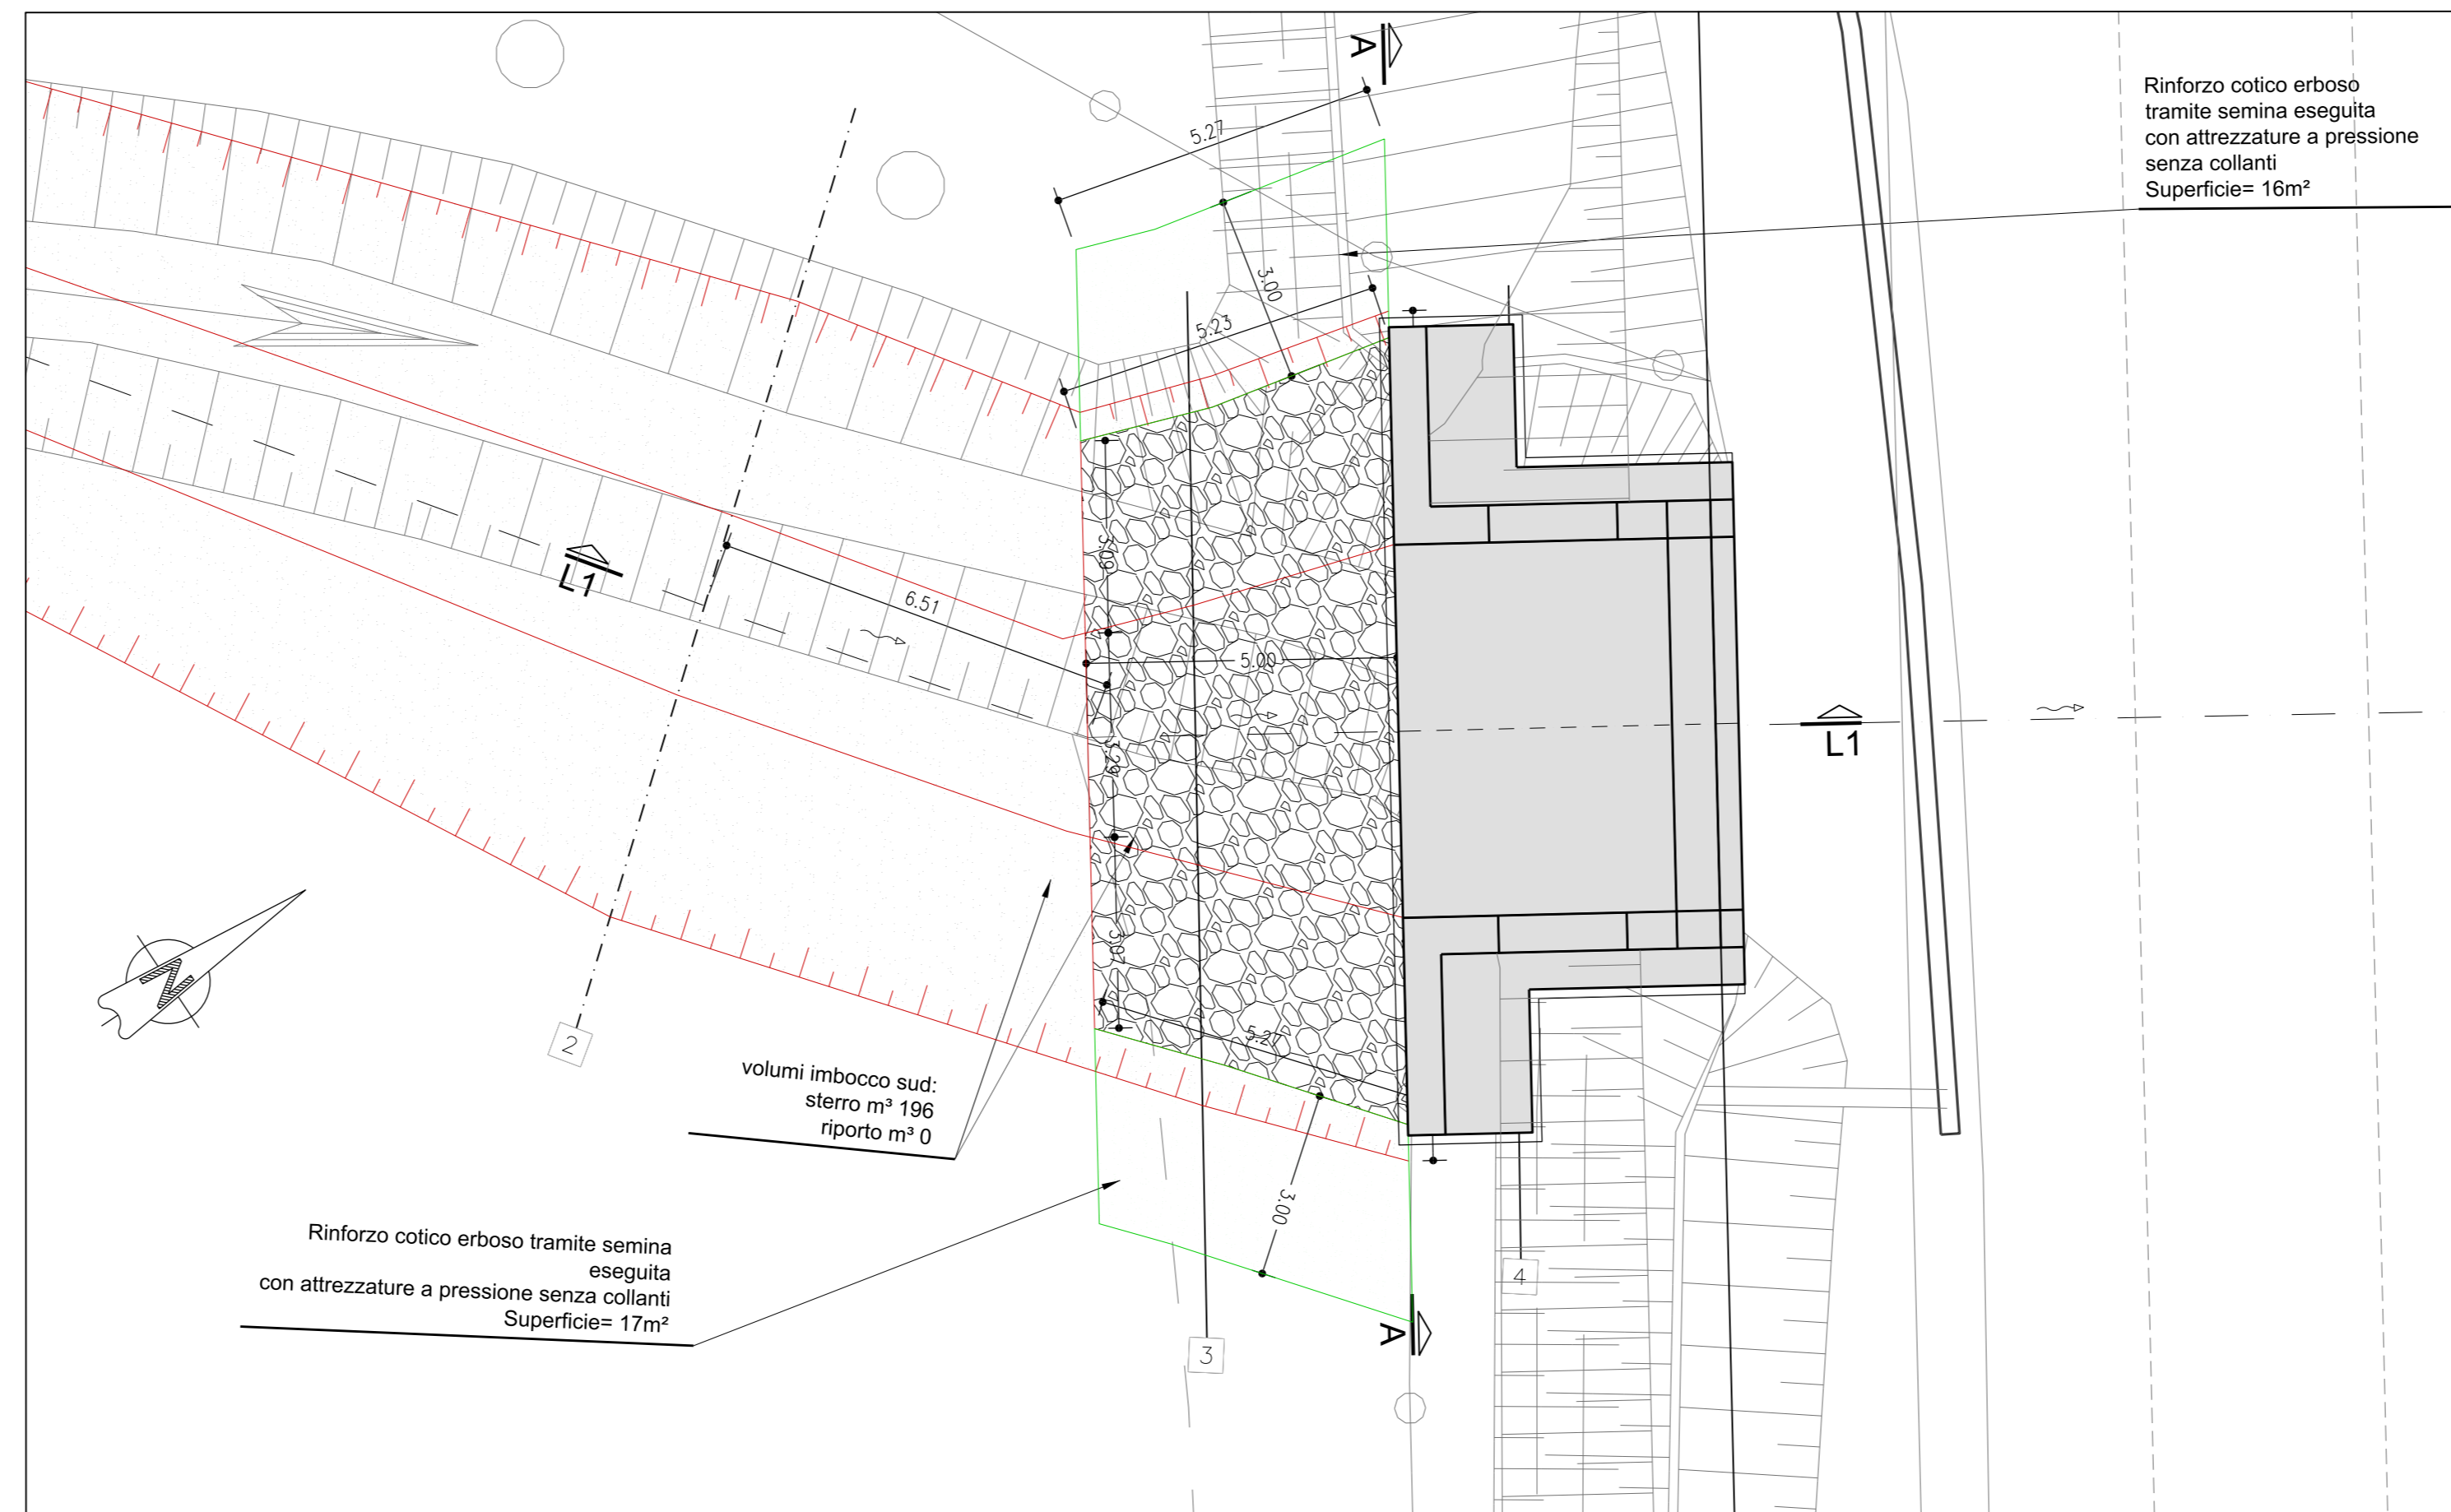 A
Rinforzo cotico erboso
tramite semina eseguita
con attrezzature a pressione
senza collanti
Superficie= 16m²
5.27
3.00
5.23
5.09
L1
6.51
5.00
3.29
L1
3.07
N
2
5.27
volumi imbocco sud:
sterro m³ 196
riporto m³ 0
3.00
Rinforzo cotico erboso tramite semina
eseguita
con attrezzature a pressione senza collanti
Superficie= 17m²
4
A
3